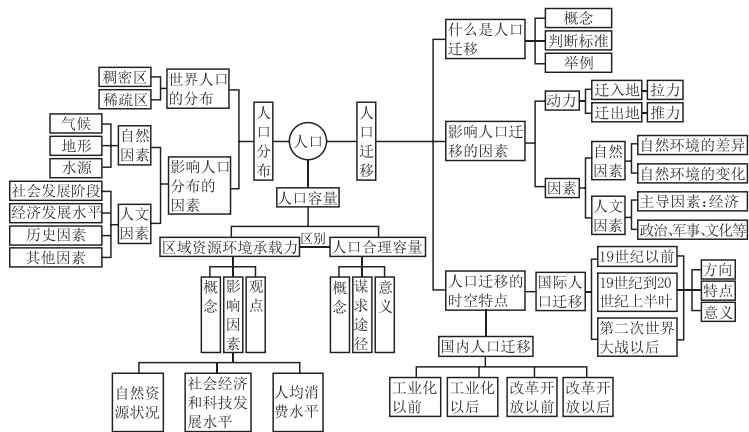 什么是人口
迁移
概念
判断标准
举例
稠密区
稀疏区
世界人口
的分布
气候
地形
水源
自然
因素
社会发展阶段
经济发展水平
历史因素
其他因素
人文
因素
影响人口
分布的
因素
人口分布
人口
人口迁移
影响人口迁
移的因素
动力
迁入地
拉力
迁出地
推力
因素
自然
因素
自然环境的差异
自然环境的变化
人文
因素
主导因素:经济
政治、军事、文化等
人口容量
区域资源环境承载力
区别
人口合理容量
概念
影响因素
观点
概念
谋求途径
意义
自然资
源状况
社会经济
和科技发
展水平
人均消
费水平
人口迁移的
时空特点
国际人
口迁移
19世纪以前
19世纪到20
世纪上半叶
第二次世界
大战以后
方向
特点
意义
国内人口迁移
工业化
以前
工业化
以后
改革开
放以前
改革开
放以后